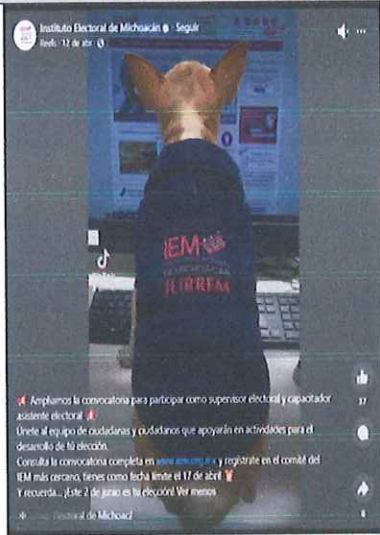 Instituto Electoral de Michoacán · Seguir
Reels · 12 de abr ·
IEM
Ampliamos la convocatoria para participar como supervisor electoral y capacitador
asistente electoral
Únete al equipo de ciudadanas y ciudadanos que apoyarán en actividades para el
desarrollo de tú elección.
Consulta la convocatoria completa en www.iem.org.mx y regístrate en el comité del
IEM más cercano, tienes como fecha límite el 17 de abril
Y recuerda... ¡Este 2 de junio es tu elección! Ver menos
37
Electoral de Michoacá